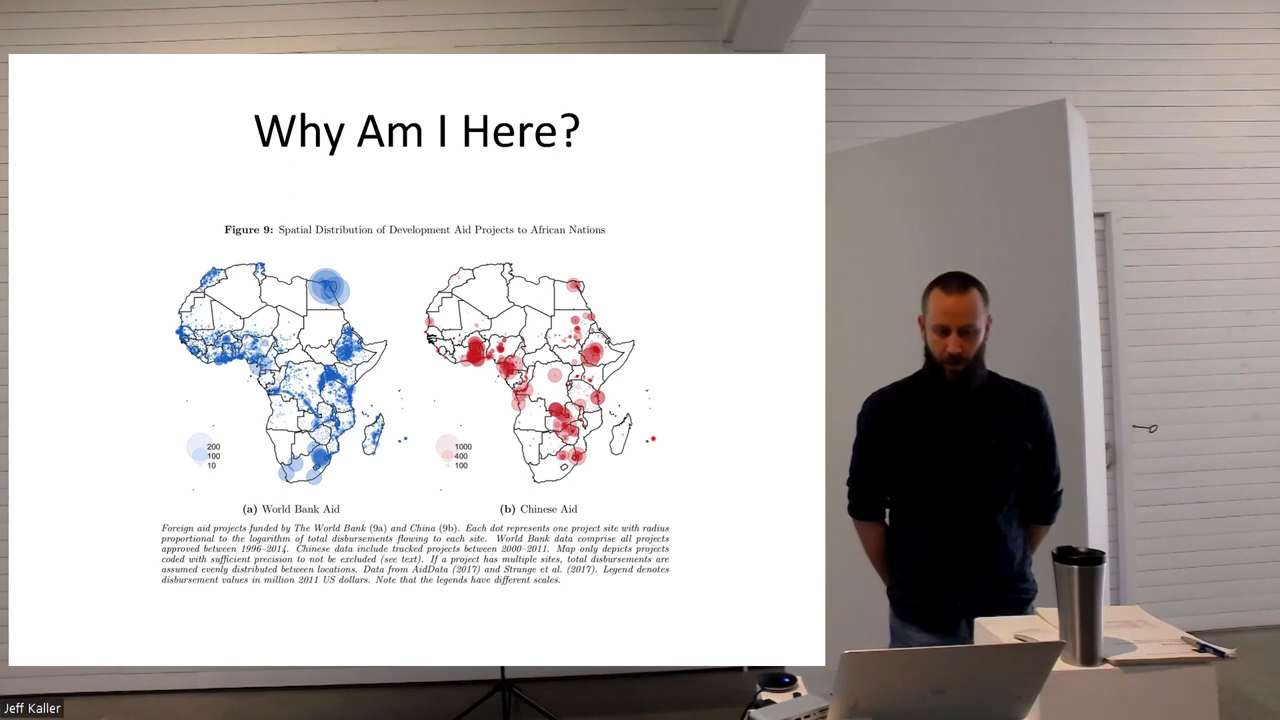 Why Am I Here?
Figure 9: Spatial Distribution of Development Aid Projects to African Nations
200
100
10
1000
400
100
(a) World Bank Aid
(b) Chinese Aid
Foreign aid projects funded by The World Bank (9a) and China (9b). Each dot represents one project site with radius
proportional to the logarithm of total disbursements flowing to each site. World Bank data comprise all projects
approved between 1996–2014. Chinese data include tracked projects between 2000–2011. Map only depicts projects
coded with sufficient precision to not be excluded (see text). If a project has multiple sites, total disbursements are
assumed evenly distributed between locations. Data from AidData (2017) and Strange et al. (2017). Legend denotes
disbursement values in million 2011 US dollars. Note that the legends have different scales.
Jeff Kaller